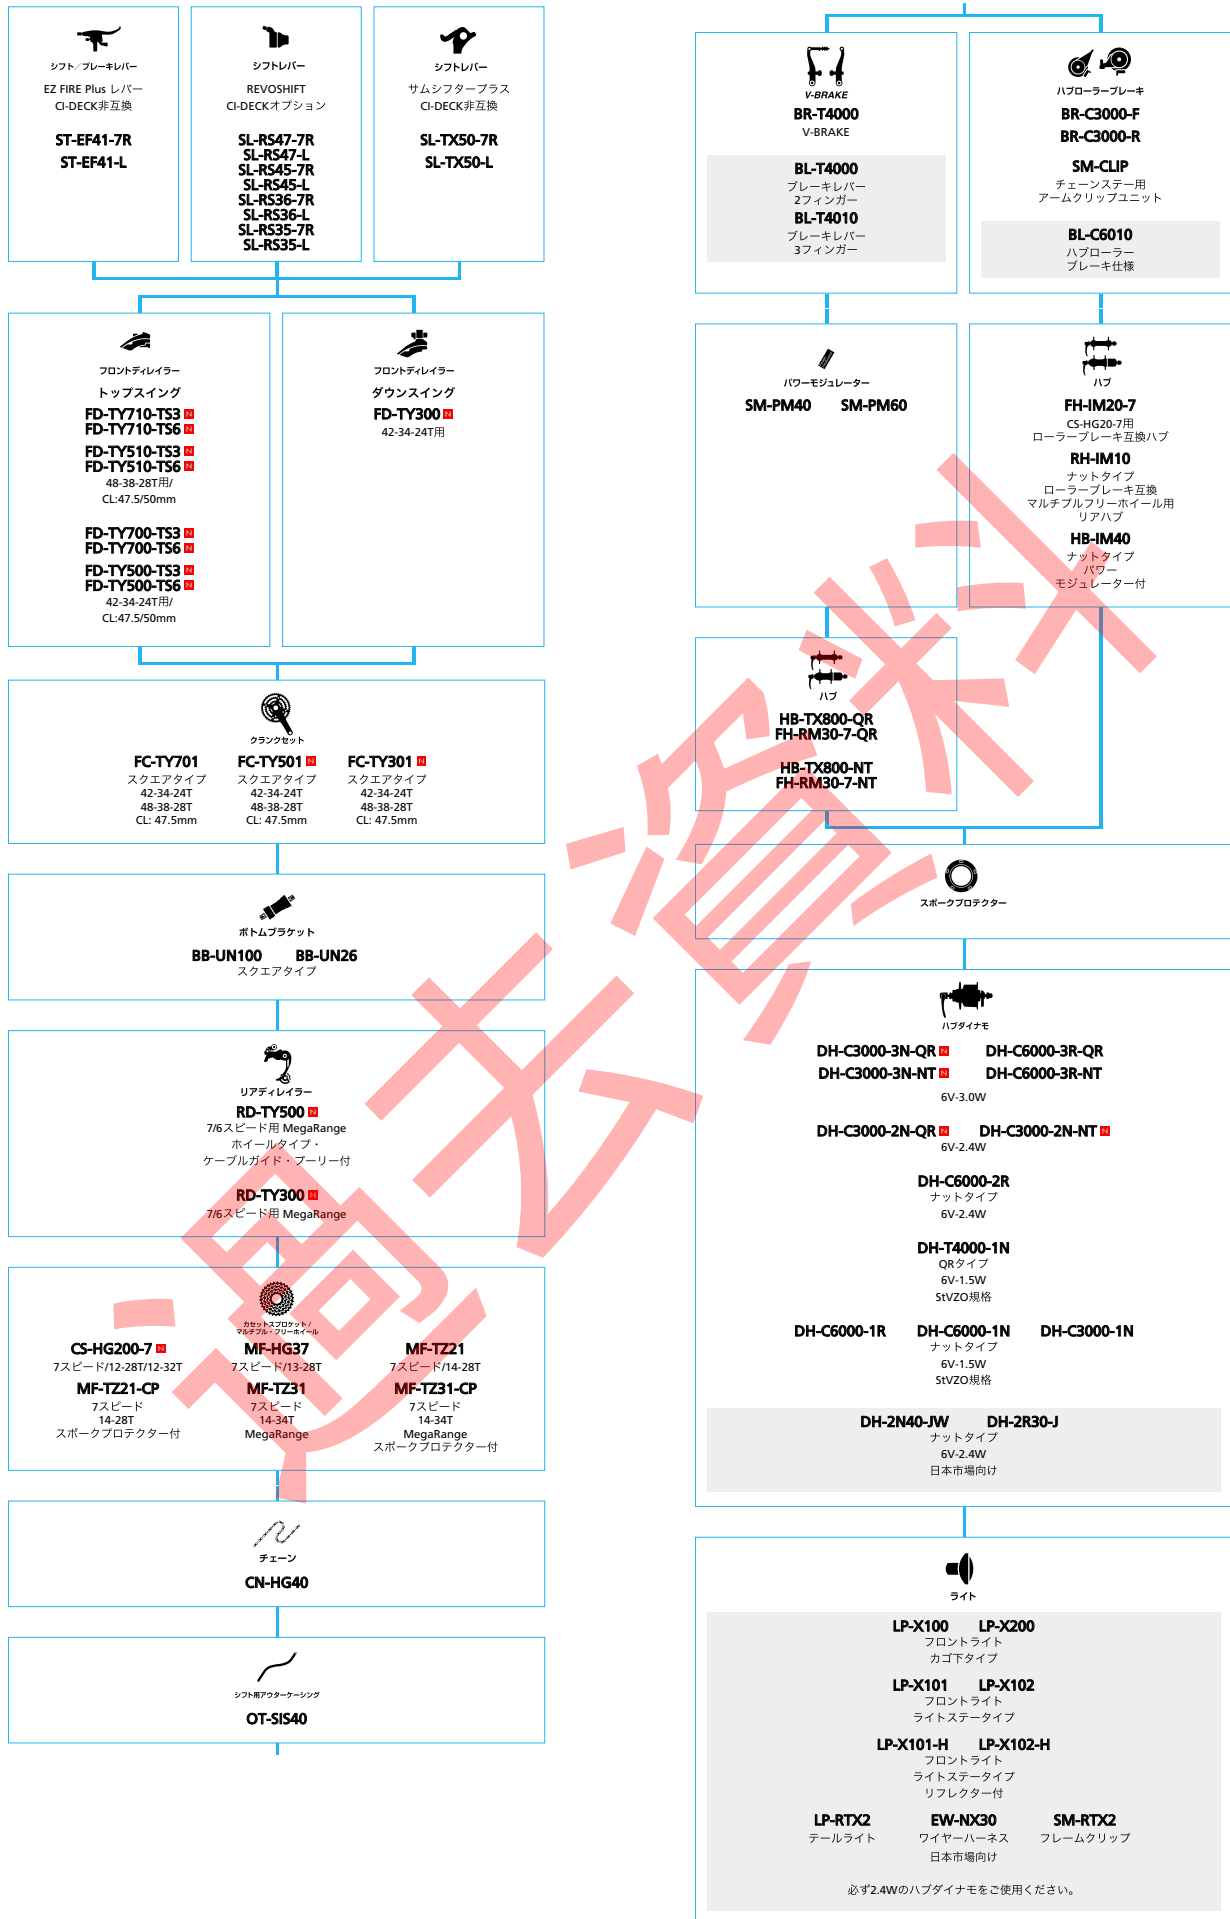 シフト／ブレーキレバー
EZ FIRE Plus レバー
CI-DECK非互換
ST-EF41-7R
ST-EF41-L
シフトレバー
REVOSHIFT
CI-DECKオプション
SL-RS47-7R
SL-RS47-L
SL-RS45-7R
SL-RS45-L
SL-RS36-7R
SL-RS36-L
SL-RS35-7R
SL-RS35-L
シフトレバー
サムシフタープラス
CI-DECK非互換
SL-TX50-7R
SL-TX50-L
フロントディレイラー
トップスイング
FD-TY710-TS3 N
FD-TY710-TS6 N
FD-TY510-TS3 N
FD-TY510-TS6 N
48-38-28T用/
CL:47.5/50mm
FD-TY700-TS3 N
FD-TY700-TS6 N
FD-TY500-TS3 N
FD-TY500-TS6 N
42-34-24T用/
CL:47.5/50mm
フロントディレイラー
ダウンスイング
FD-TY300 N
42-34-24T用
クランクセット
FC-TY701
スクエアタイプ
42-34-24T
48-38-28T
CL: 47.5mm
FC-TY501 N
スクエアタイプ
42-34-24T
48-38-28T
CL: 47.5mm
FC-TY301 N
スクエアタイプ
42-34-24T
48-38-28T
CL: 47.5mm
ボトムブラケット
BB-UN100 BB-UN26
スクエアタイプ
リアディレイラー
RD-TY500 N
7/6スピード用 MegaRange
ホイールタイプ・
ケーブルガイド・プーリー付
RD-TY300 N
7/6スピード用 MegaRange
カセットスプロケット /
マルチプル・フリーホイール
CS-HG200-7 N
7スピード/12-28T/12-32T
MF-HG37
7スピード/13-28T
MF-TZ21
7スピード/14-28T
MF-TZ21-CP
7スピード
14-28T
スポークプロテクター付
MF-TZ31
7スピード
14-34T
MegaRange
MF-TZ31-CP
7スピード
14-34T
MegaRange
スポークプロテクター付
チェーン
CN-HG40
シフト用アウターケーシング
OT-SIS40
V-BRAKE
BR-T4000
V-BRAKE
BL-T4000
ブレーキレバー
2フィンガー
BL-T4010
ブレーキレバー
3フィンガー
ハブローラーブレーキ
BR-C3000-F
BR-C3000-R
SM-CLIP
チェーンステー用
アームクリップユニット
BL-C6010
ハブローラー
ブレーキ仕様
パワーモジュレーター
SM-PM40 SM-PM60
ハブ
FH-IM20-7
CS-HG20-7用
ローラーブレーキ互換ハブ
RH-IM10
ナットタイプ
ローラーブレーキ互換
マルチプルフリーホイール用
リアハブ
HB-IM40
ナットタイプ
パワー
モジュレーター付
ハブ
HB-TX800-QR
FH-RM30-7-QR
HB-TX800-NT
FH-RM30-7-NT
スポークプロテクター
ハブダイナモ
DH-C3000-3N-QR N DH-C6000-3R-QR
DH-C3000-3N-NT N DH-C6000-3R-NT
6V-3.0W
DH-C3000-2N-QR N DH-C3000-2N-NT N
6V-2.4W
DH-C6000-2R
ナットタイプ
6V-2.4W
DH-T4000-1N
QRタイプ
6V-1.5W
StVZO規格
DH-C6000-1R DH-C6000-1N DH-C3000-1N
ナットタイプ
6V-1.5W
StVZO規格
DH-2N40-JW DH-2R30-J
ナットタイプ
6V-2.4W
日本市場向け
ライト
LP-X100 LP-X200
フロントライト
カゴ下タイプ
LP-X101 LP-X102
フロントライト
ライトステータイプ
LP-X101-H LP-X102-H
フロントライト
ライトステータイプ
リフレクター付
LP-RTX2 EW-NX30 SM-RTX2
テールライト ワイヤーハーネス フレームクリップ
日本市場向け
必ず2.4Wのハブダイナモをご使用ください。
過去資料